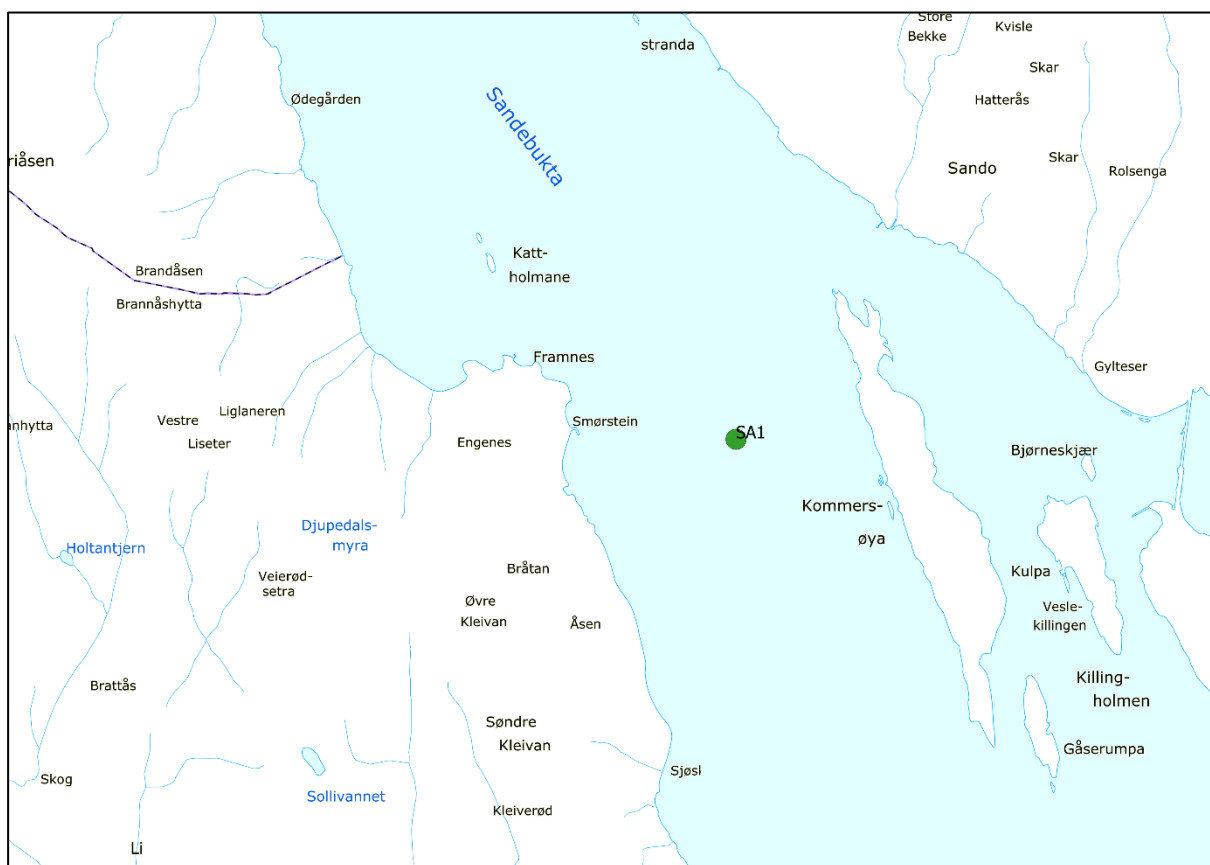 Store
Bekke
Kvisle
stranda
Skar
Ødegården
Hatterås
Sandebukta
riåsen
Sando
Skar
Rolsenga
Katt-
holmane
Brandåsen
Brannåshytta
Framnes
Gylteser
Liglaneren
Vestre
Liseter
anhytta
Smørstein
Engenes
SA1
Bjørneskjær
Kommers-
øya
Djupedals-
myra
Holtantjern
Veierød-
setra
Bråtan
Øvre
Kleivan
Åsen
Kulpa
Vesle-
killingen
Brattås
Killing-
holmen
Søndre
Kleivan
Gåserumpa
Skog
Sjøsl
Sollivannet
Kleiverød
Li